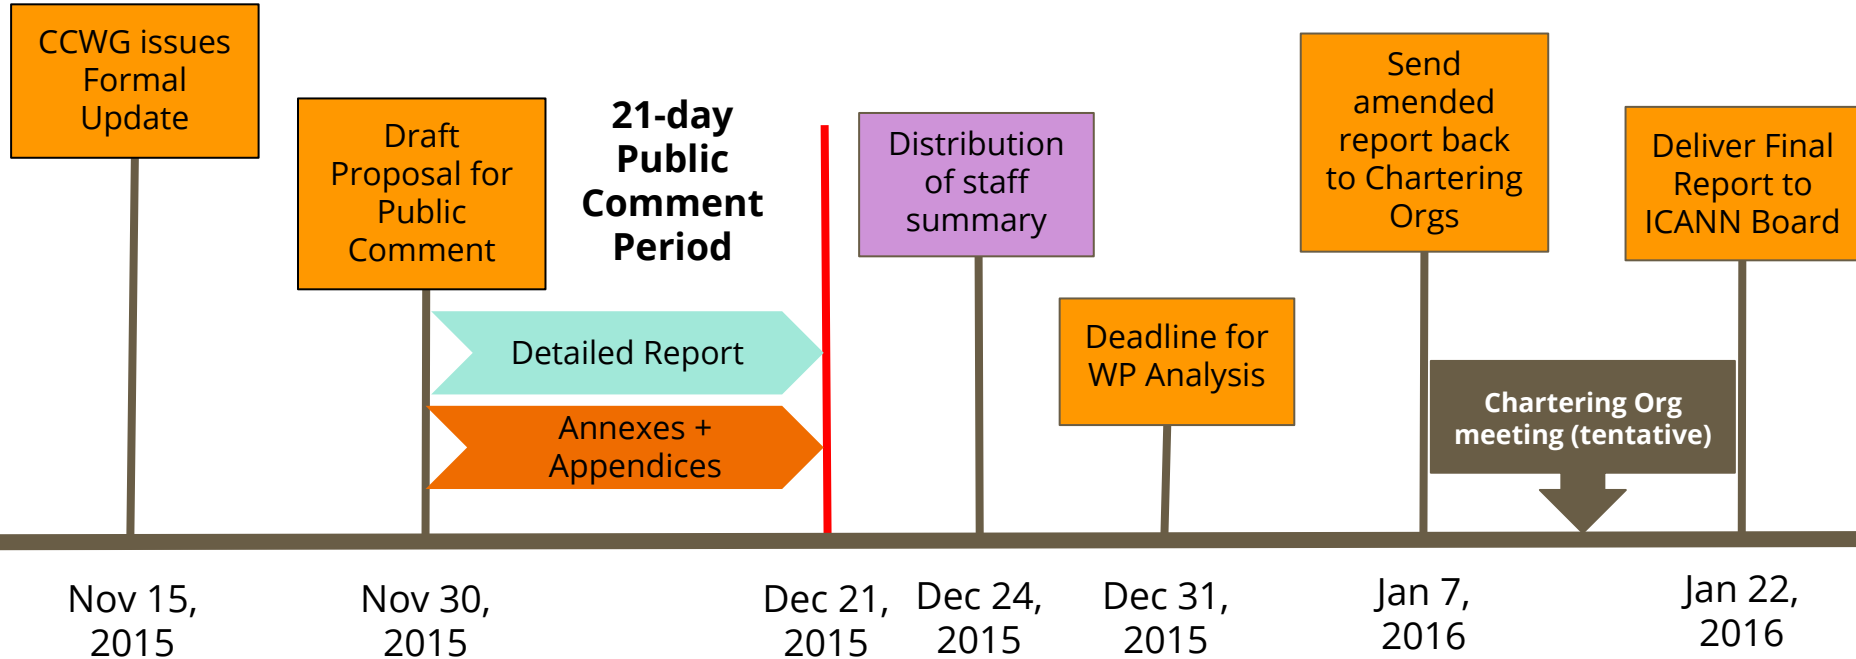 CCWG issues
Formal
Update
Draft
Proposal for
Public
Comment
21-day
Public
Comment
Period
Detailed Report
Annexes +
Appendices
Distribution
of staff
summary
Deadline for
WP Analysis
Send
amended
report back
to Chartering
Orgs
Chartering Org
meeting (tentative)
Deliver Final
Report to
ICANN Board
Nov 15,
2015
Nov 30,
2015
Dec 21,
2015
Dec 24,
2015
Dec 31,
2015
Jan 7,
2016
Jan 22,
2016